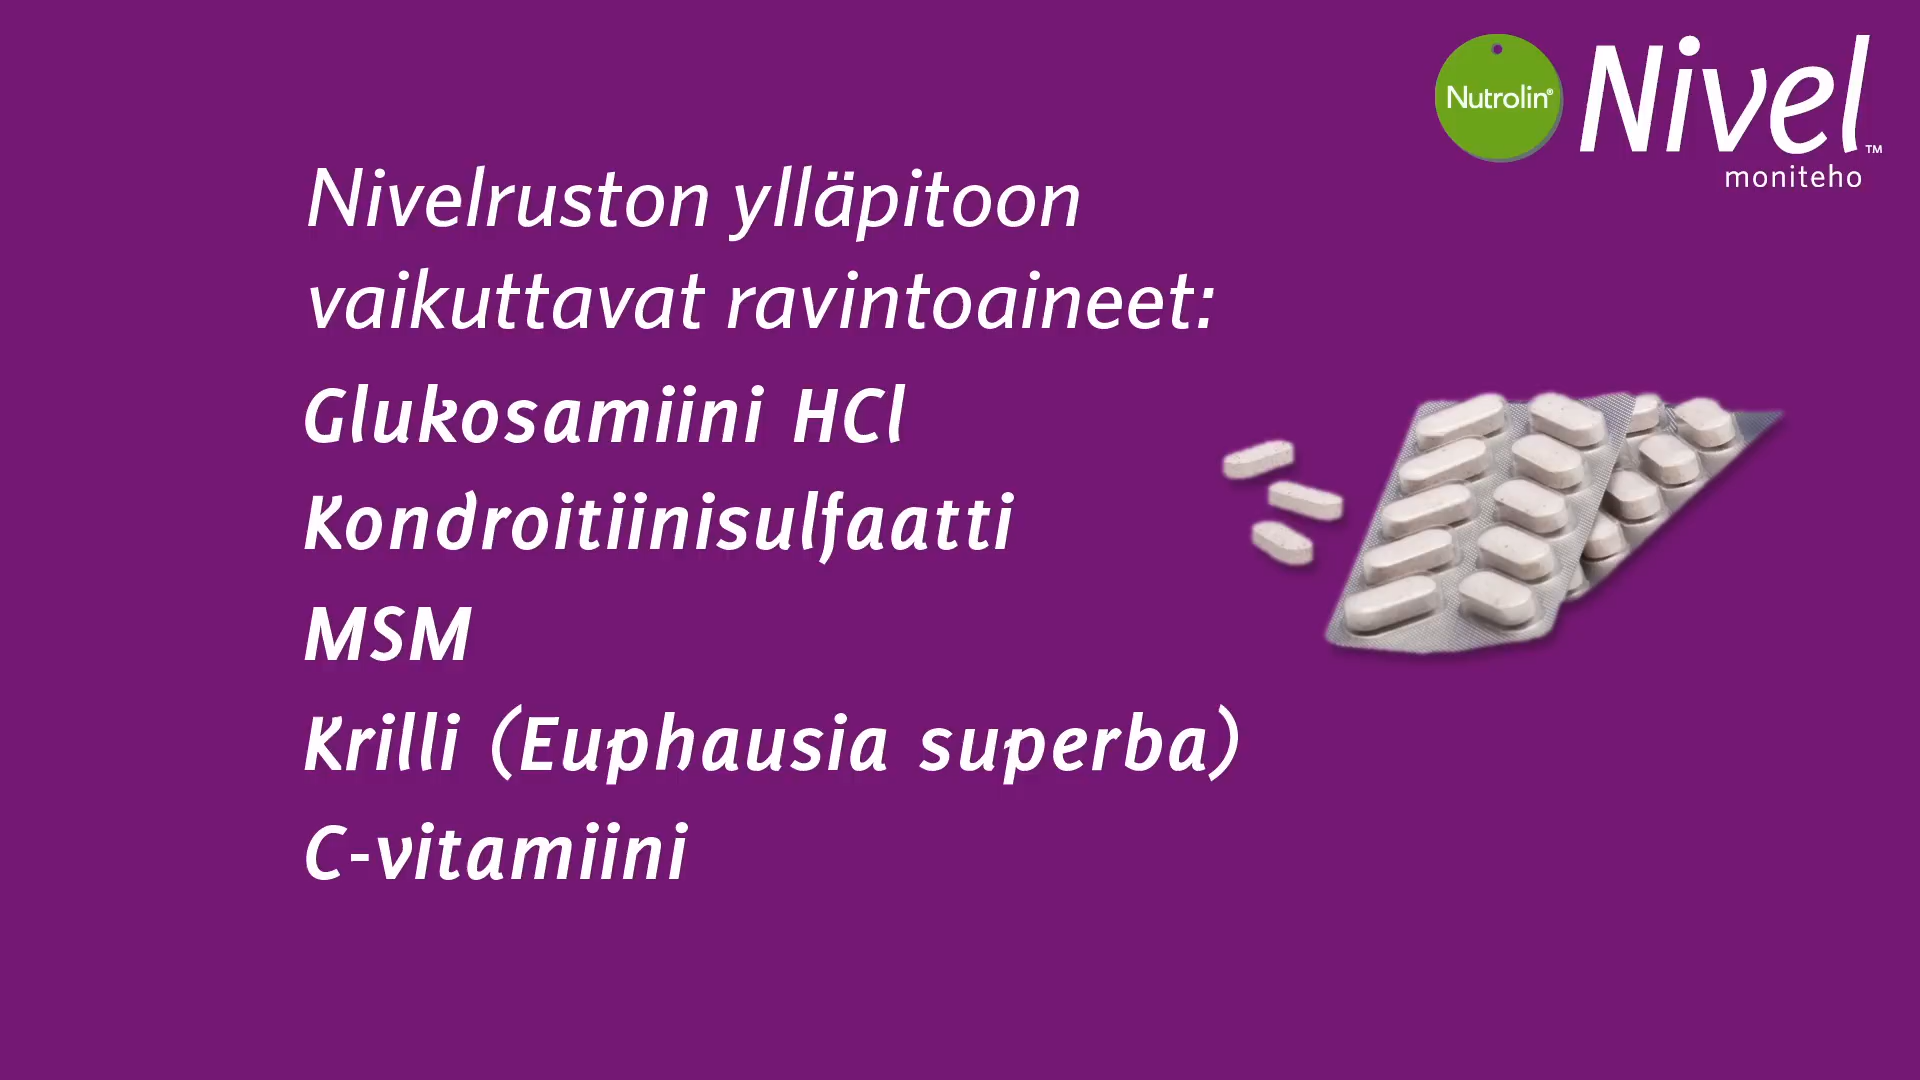 Nutrolin®
Nivel™
moniteho
Nivelruston ylläpitoon
vaikuttavat ravintoaineet:
Glukosamiini HCl
Kondroitiinisulfaatti
MSM
Krilli (Euphausia superba)
C-vitamiini